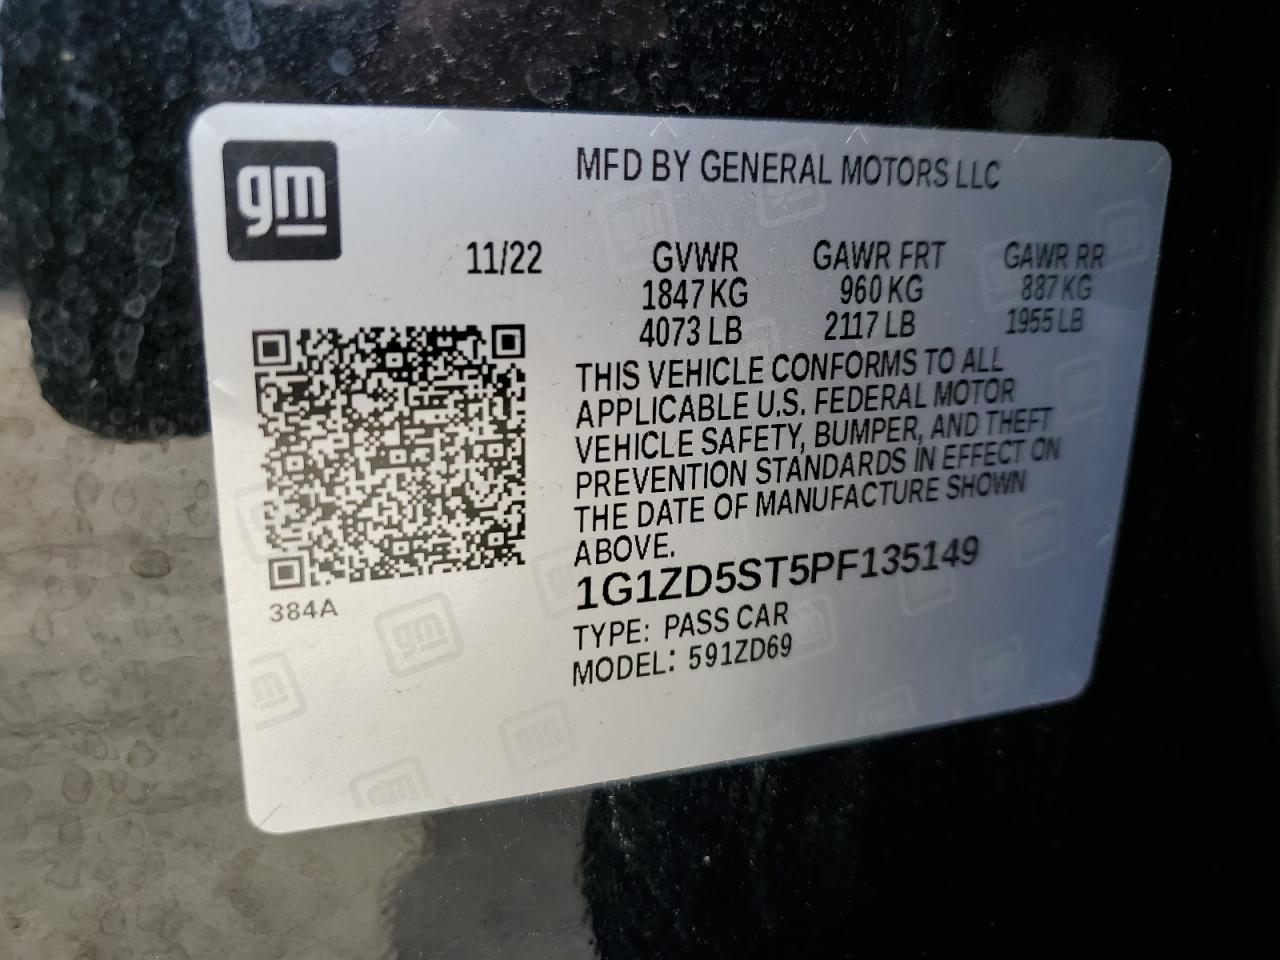 gm
MFD BY GENERAL MOTORS LLC
11/22 GVWR GAWR FRT GAWR RR
1847 KG 960 KG 887 KG
4073 LB 2117 LB 1955 LB
THIS VEHICLE CONFORMS TO ALL
APPLICABLE U.S. FEDERAL MOTOR
VEHICLE SAFETY, BUMPER, AND THEFT
PREVENTION STANDARDS IN EFFECT ON
THE DATE OF MANUFACTURE SHOWN
ABOVE.
1G1ZD5ST5PF135149
384A
TYPE: PASS CAR
MODEL: 591ZD69